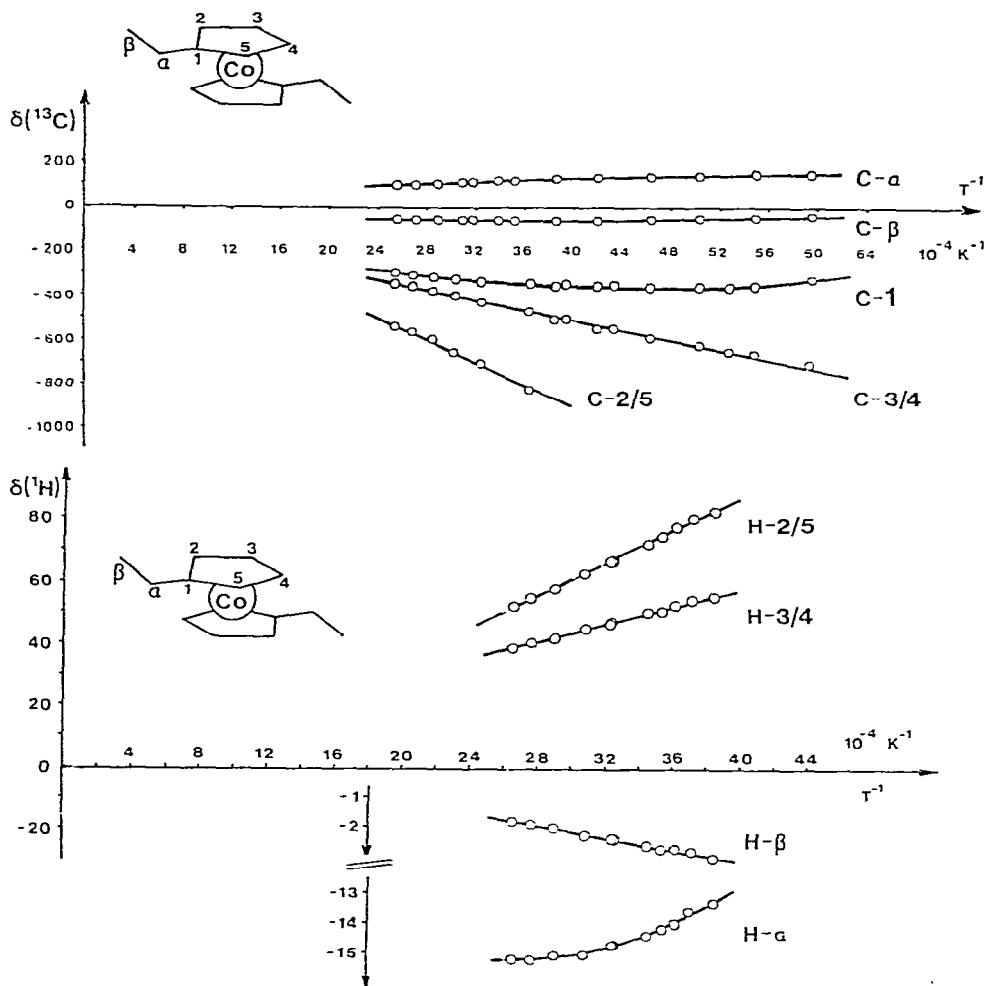 2 3
β α 1 5 4
Co
δ(¹³C)
200
0
-200
-400
-600
-800
-1000
C-α
T⁻¹
C-β
4 8 12 16 20 24 28 32 36 40 44 48 52 56 50 64 10⁻⁴ K⁻¹
C-1
C-2/5
C-3/4
δ(¹H)
80
60
40
20
0
-20
2 3
β α 1 5 4
Co
H-2/5
H-3/4
4 8 12 16 20 24 28 32 36 40 44 10⁻⁴ K⁻¹
T⁻¹
-1
-2
-13
-14
-15
H-β
H-α